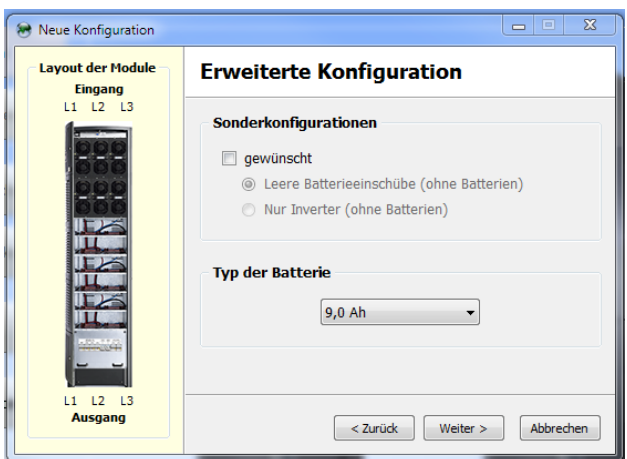 Neue Konfiguration
Layout der Module
Eingang
L1 L2 L3
L1 L2 L3
Ausgang
Erweiterte Konfiguration
Sonderkonfigurationen
gewünscht
Leere Batterieeinschübe (ohne Batterien)
Nur Inverter (ohne Batterien)
Typ der Batterie
9,0 Ah
< Zurück Weiter > Abbrechen